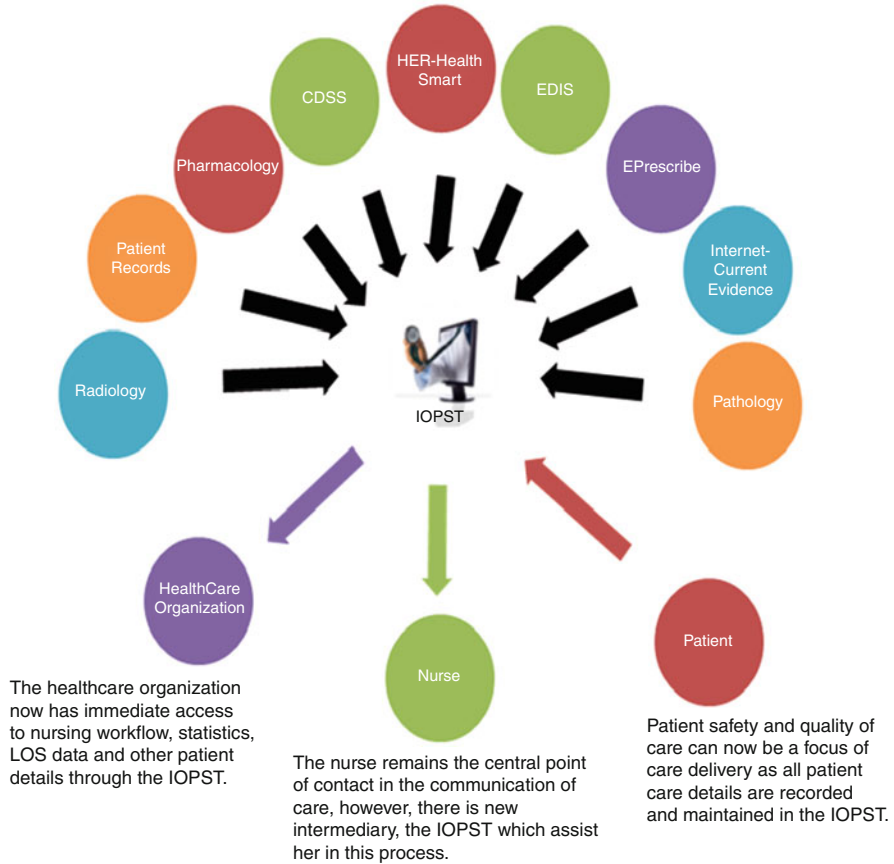 HER-Health
Smart
CDSS
EDIS
Pharmacology
EPrescribe
Patient
Records
Internet-
Current
Evidence
Radiology
Pathology
IOPST
HealthCare
Organization
Nurse
Patient
The healthcare organization
now has immediate access
to nursing workflow, statistics,
LOS data and other patient
details through the IOPST.
The nurse remains the central point
of contact in the communication of
care, however, there is new
intermediary, the IOPST which assist
her in this process.
Patient safety and quality of
care can now be a focus of
care delivery as all patient
care details are recorded
and maintained in the IOPST.